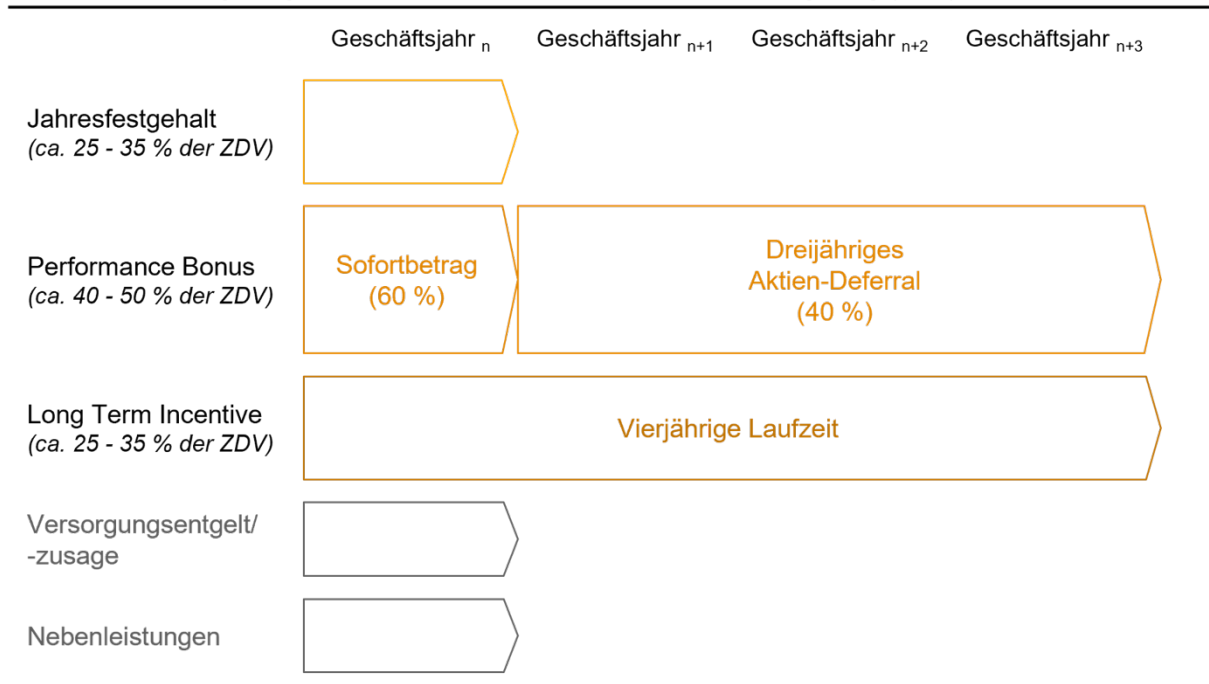 Geschäftsjahr n Geschäftsjahr n+1 Geschäftsjahr n+2 Geschäftsjahr n+3
Jahresfestgehalt
(ca. 25 - 35 % der ZDV)
Performance Bonus
(ca. 40 - 50 % der ZDV)
Sofortbetrag
(60 %)
Dreijähriges
Aktien-Deferral
(40 %)
Long Term Incentive
(ca. 25 - 35 % der ZDV)
Vierjährige Laufzeit
Versorgungsentgelt/
-zusage
Nebenleistungen